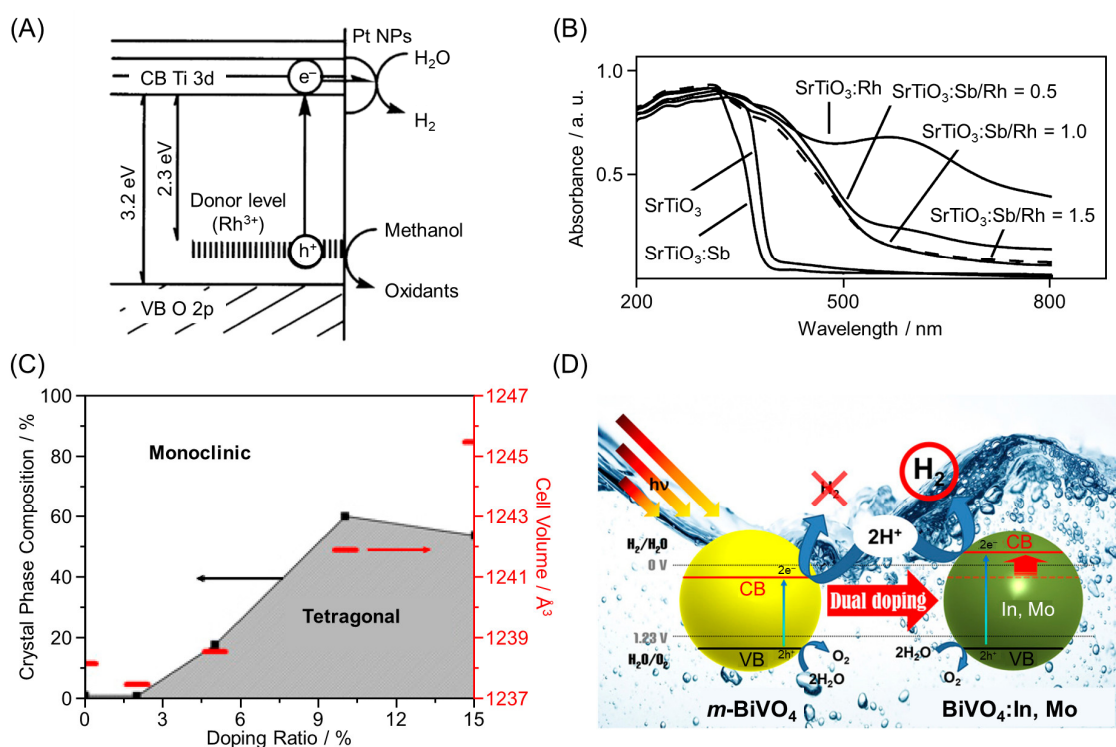 (A)
Pt NPs
CB Ti 3d
e⁻
H₂O
H₂
3.2 eV
2.3 eV
Donor level
(Rh³⁺)
h⁺
Methanol
Oxidants
VB O 2p
(B)
Absorbance / a. u.
1.0
0.5
SrTiO₃:Rh
SrTiO₃:Sb/Rh = 0.5
SrTiO₃:Sb/Rh = 1.0
SrTiO₃
SrTiO₃:Sb
SrTiO₃:Sb/Rh = 1.5
200
500
800
Wavelength / nm
(C)
Crystal Phase Composition / %
100
80
60
40
20
0
Monoclinic
Tetragonal
1247
1245
1243
1241
1239
1237
Cell Volume / Å³
0
3
6
9
12
15
Doping Ratio / %
(D)
hν
H₂
H₂
2H⁺
H₂/H₂O
0 V
2e⁻
CB
2e⁻
CB
Dual doping
In, Mo
1.23 V
H₂O/O₂
VB
2h⁺
O₂
2H₂O
2H₂O
O₂
2h⁺
VB
m-BiVO₄
BiVO₄:In, Mo